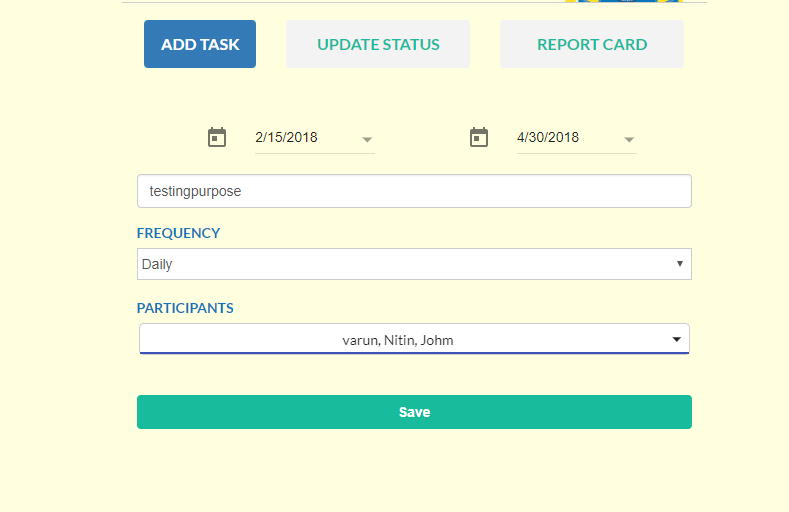 ADD TASK UPDATE STATUS REPORT CARD
2/15/2018 4/30/2018
testingpurpose
FREQUENCY
Daily
PARTICIPANTS
varun, Nitin, Johm
Save